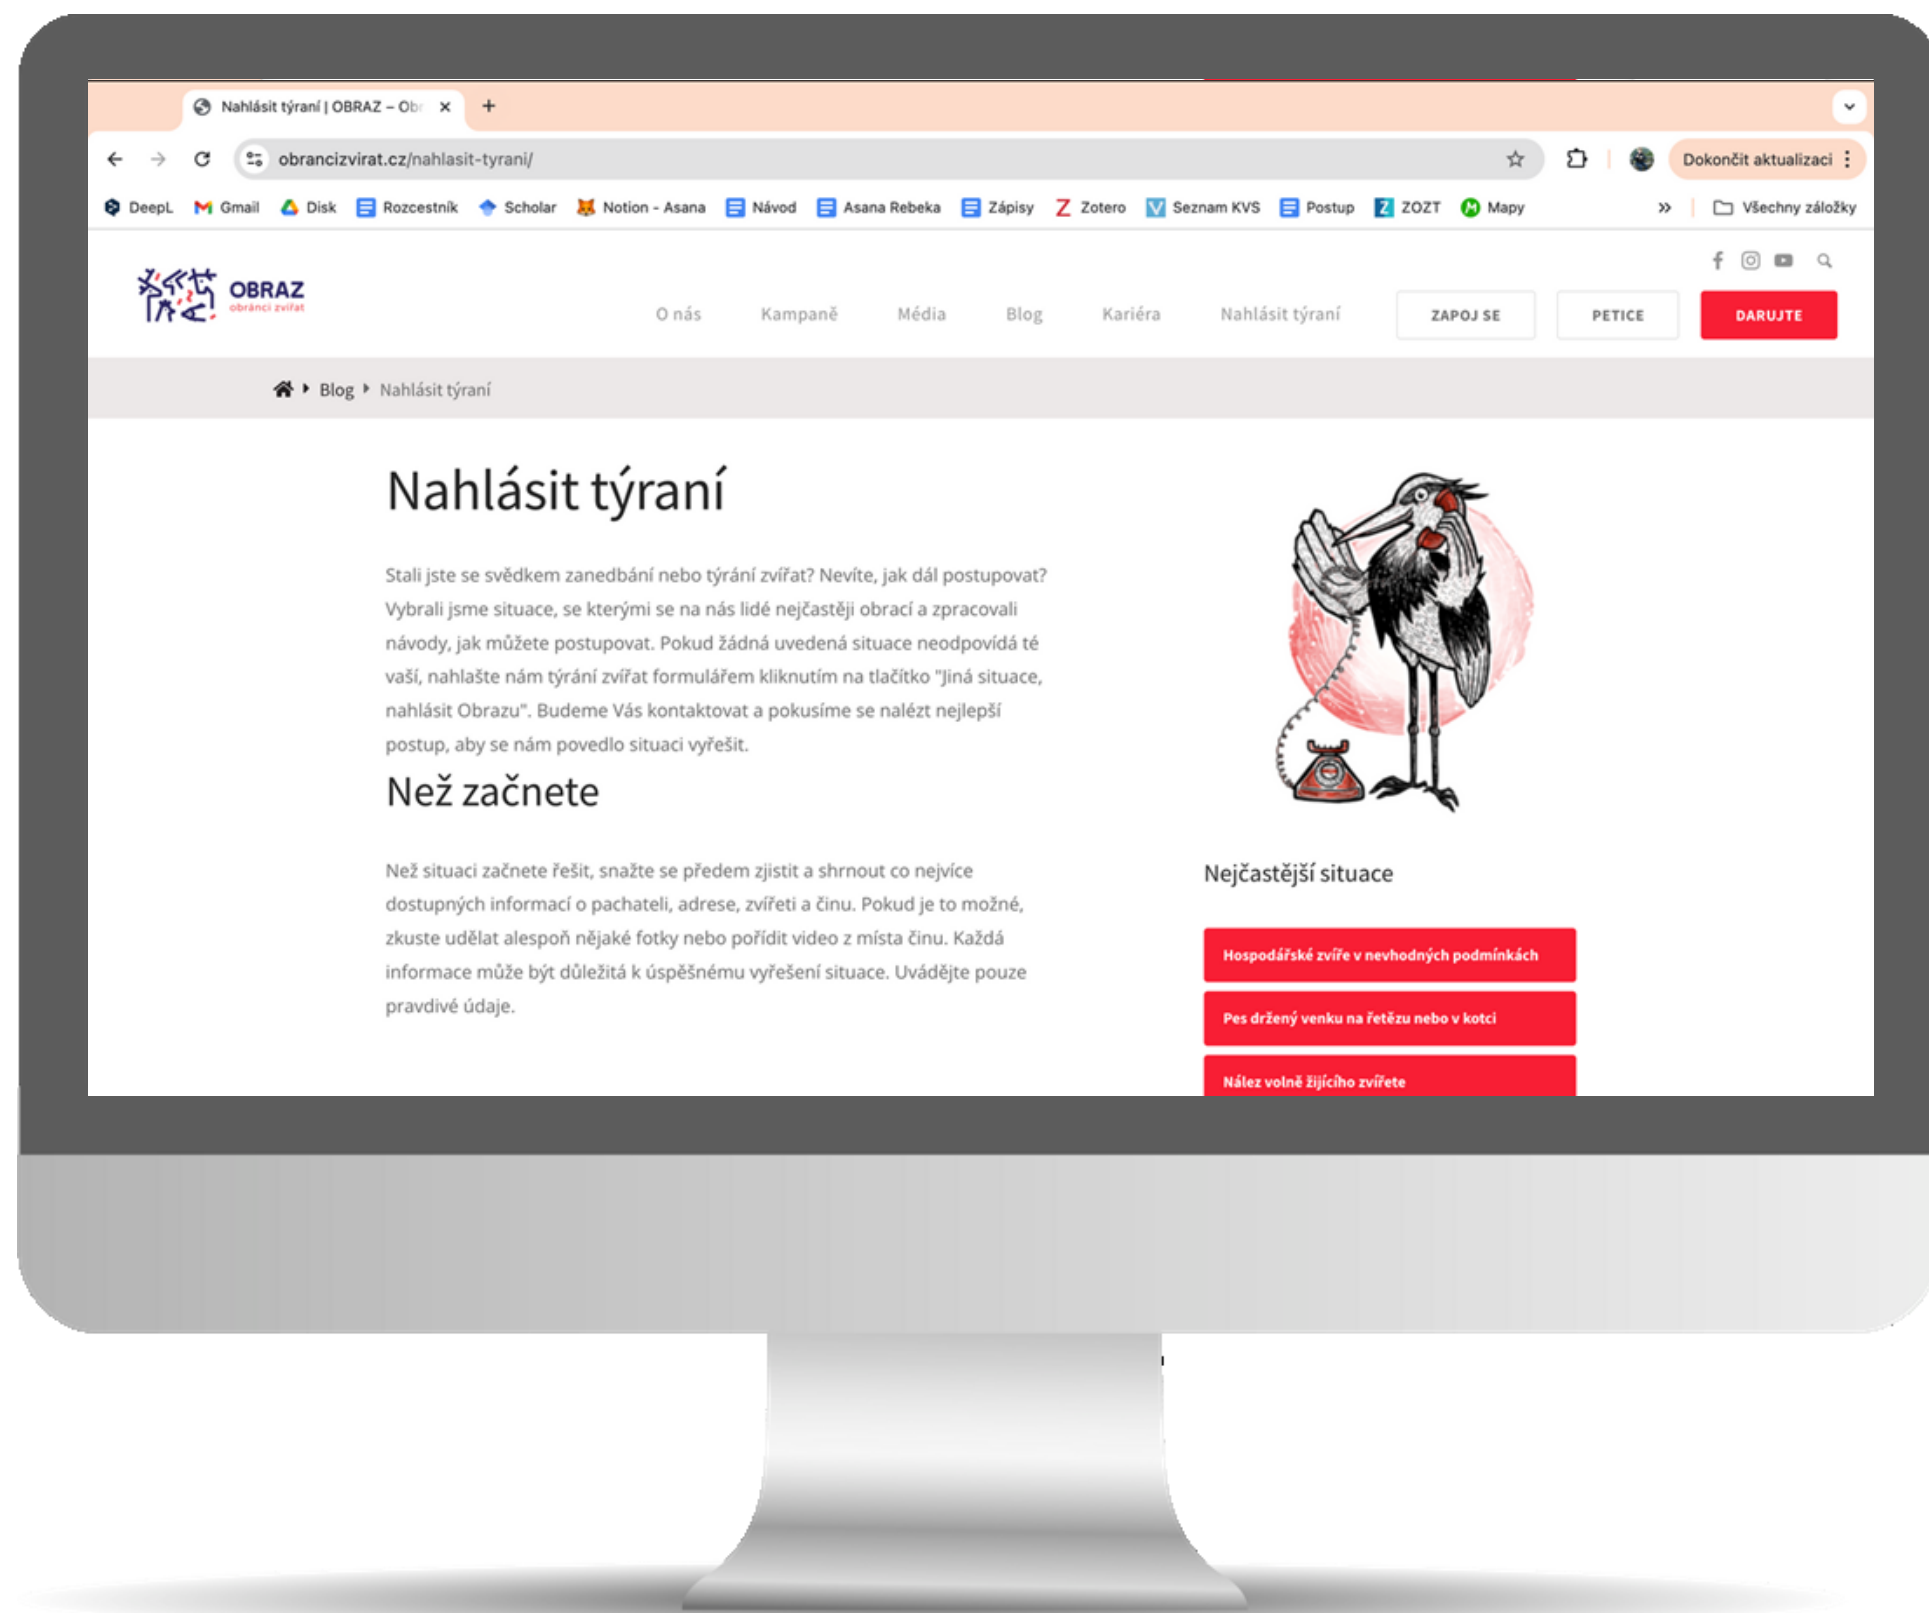 Nahlásit týraní | OBRAZ – Obr
obrancizvirat.cz/nahlasit-tyrani/
Dokončit aktualizaci
DeepL Gmail Disk Rozcestník Scholar Notion - Asana Návod Asana Rebeka Zápisy Zotero Seznam KVS Postup ZOZT Mapy Všechny záložky
OBRAZ
obránci zvířat
O nás Kampaně Média Blog Kariéra Nahlásit týraní ZAPOJ SE PETICE DARUJTE
Blog Nahlásit týraní
Nahlásit týraní
Stali jste se svědkem zanedbání nebo týrání zvířat? Nevíte, jak dál postupovat?
Vybrali jsme situace, se kterými se na nás lidé nejčastěji obrací a zpracovali
návody, jak můžete postupovat. Pokud žádná uvedená situace neodpovídá té
vaší, nahlašte nám týrání zvířat formulářem kliknutím na tlačítko "Jiná situace,
nahlásit Obrazu". Budeme Vás kontaktovat a pokusíme se nalézt nejlepší
postup, aby se nám povedlo situaci vyřešit.
Než začnete
Než situaci začnete řešit, snažte se předem zjistit a shrnout co nejvíce
dostupných informací o pachateli, adrese, zvířeti a činu. Pokud je to možné,
zkuste udělat alespoň nějaké fotky nebo pořídit video z místa činu. Každá
informace může být důležitá k úspěšnému vyřešení situace. Uvádějte pouze
pravdivé údaje.
Nejčastější situace
Hospodářské zvíře v nevhodných podmínkách
Pes držený venku na řetězu nebo v kotci
Nález volně žijícího zvířete